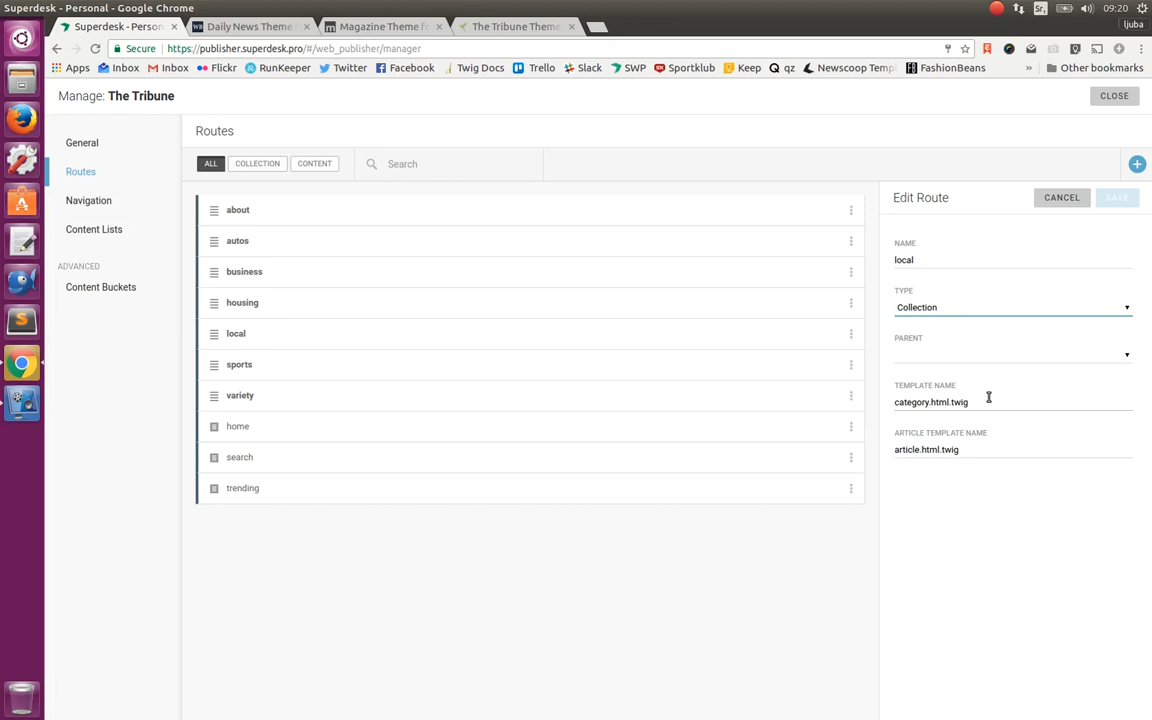 Superdesk - Personal - Google Chrome
Sr1
09:20
Superdesk - Person
Daily News Theme
Magazine Theme fo
The Tribune Theme
ljuba
Secure
https://publisher.superdesk.pro/#/web_publisher/manager
Apps
Inbox
Inbox
Flickr
RunKeeper
Twitter
Facebook
Twig Docs
Trello
Slack
SWP
Sportklub
Keep
qz
Newscoop Temp
FashionBeans
»
Other bookmarks
Manage: The Tribune
CLOSE
General
Routes
Navigation
Content Lists
ADVANCED
Content Buckets
Routes
ALL
COLLECTION
CONTENT
Search
about
autos
business
housing
local
sports
variety
home
search
trending
Edit Route
CANCEL
SAVE
NAME
local
TYPE
Collection
PARENT
TEMPLATE NAME
category.html.twig
ARTICLE TEMPLATE NAME
article.html.twig